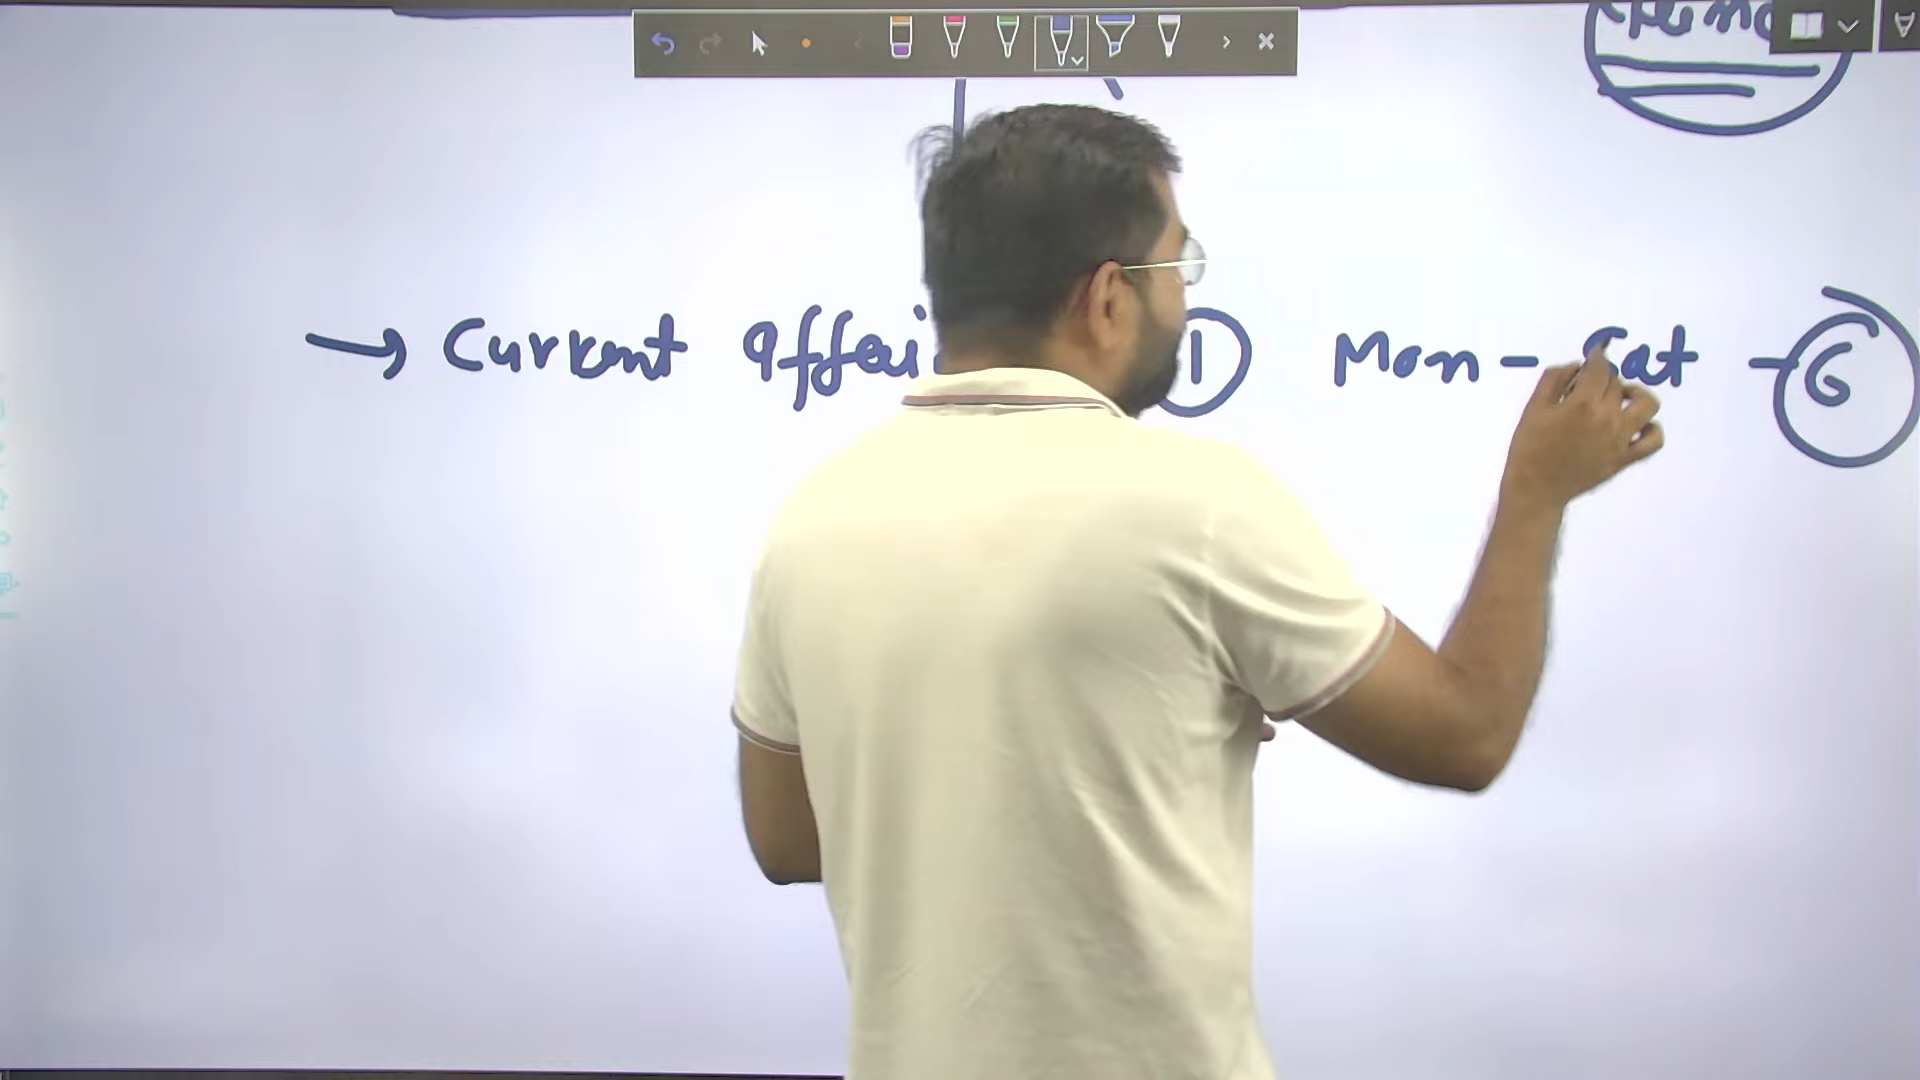 → Current Affai ① Mon - Sat - ⑥